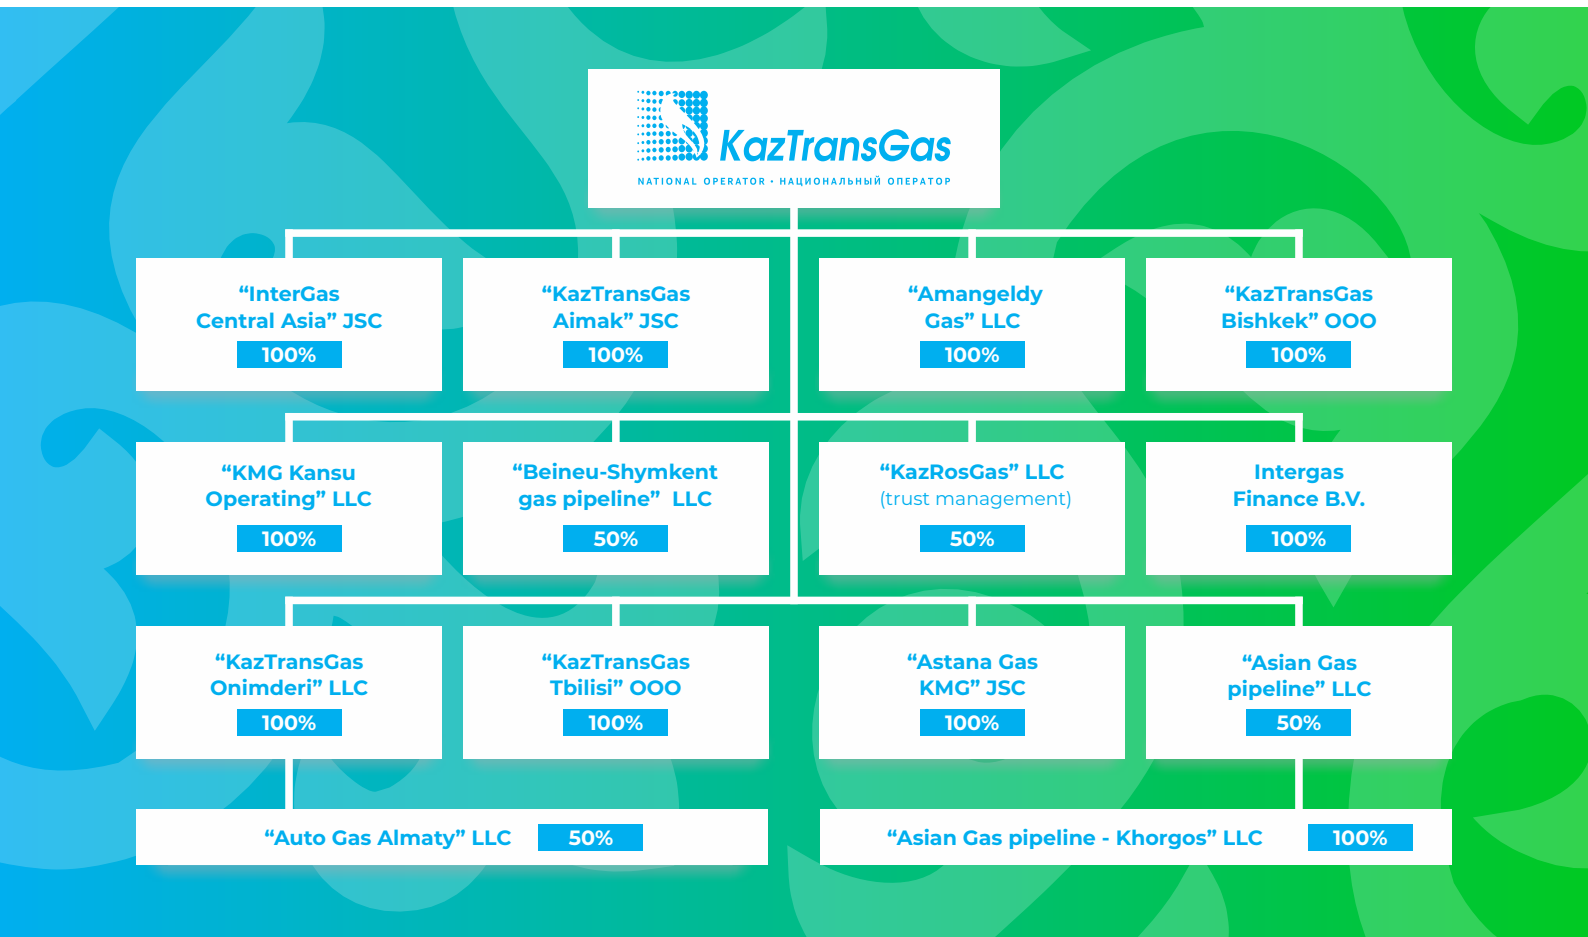 KazTransGas
NATIONAL OPERATOR • НАЦИОНАЛЬНЫЙ ОПЕРАТОР
“InterGas
Central Asia” JSC
100%
“KazTransGas
Aimak” JSC
100%
“Amangeldy
Gas” LLC
100%
“KazTransGas
Bishkek” OOO
100%
“KMG Kansu
Operating” LLC
100%
“Beineu-Shymkent
gas pipeline”  LLC
50%
“KazRosGas” LLC
(trust management)
50%
Intergas
Finance B.V.
100%
“KazTransGas
Onimderi” LLC
100%
“KazTransGas
Tbilisi” OOO
100%
“Astana Gas
KMG” JSC
100%
“Asian Gas
pipeline” LLC
50%
“Auto Gas Almaty” LLC 50%
“Asian Gas pipeline - Khorgos” LLC 100%